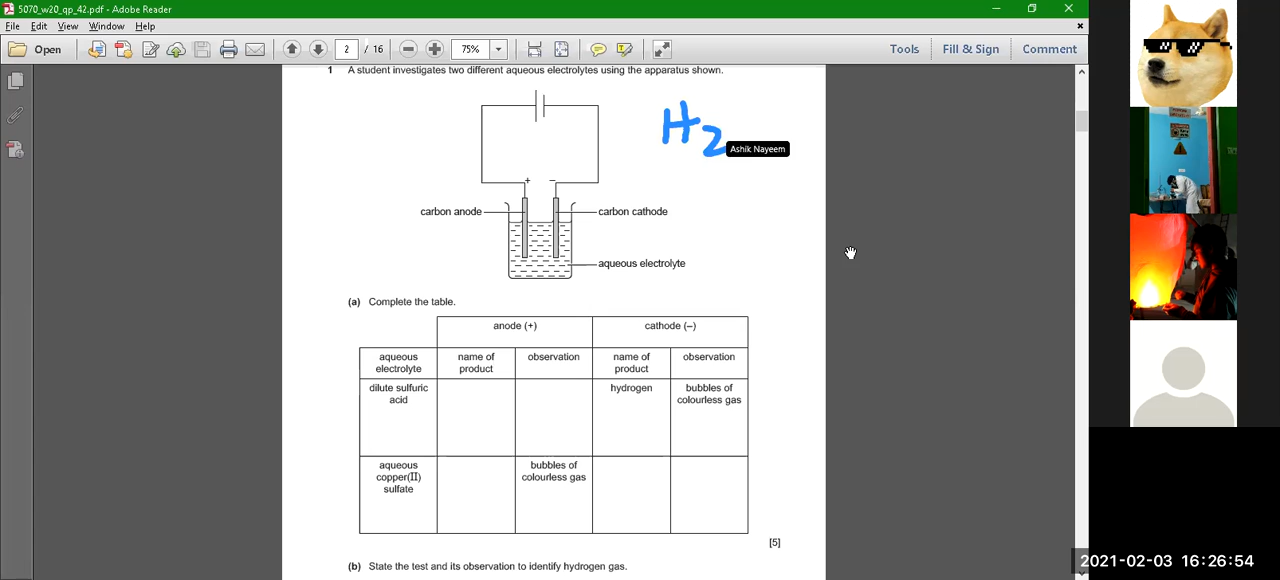 5070_w20_qp_42.pdf - Adobe Reader
File Edit View Window Help
Open 2 / 16 75% Tools Fill & Sign Comment
1 A student investigates two different aqueous electrolytes using the apparatus shown.
H2
Ashik Nayeem
+ –
carbon anode carbon cathode
aqueous electrolyte
(a) Complete the table.
anode (+) cathode (–)
aqueous electrolyte name of product observation name of product observation
dilute sulfuric acid hydrogen bubbles of colourless gas
aqueous copper(II) sulfate bubbles of colourless gas
[5]
(b) State the test and its observation to identify hydrogen gas.
2021-02-03 16:26:54